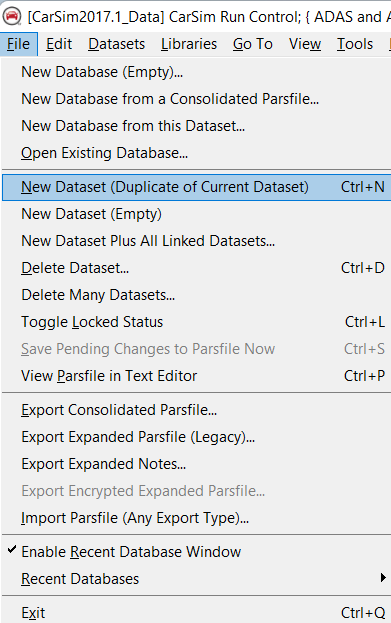 [CarSim2017.1_Data] CarSim Run Control; { ADAS and A
File Edit Datasets Libraries Go To View Tools
New Database (Empty)...
New Database from a Consolidated Parsfile...
New Database from this Dataset...
Open Existing Database...
New Dataset (Duplicate of Current Dataset) Ctrl+N
New Dataset (Empty)
New Dataset Plus All Linked Datasets...
Delete Dataset... Ctrl+D
Delete Many Datasets...
Toggle Locked Status Ctrl+L
Save Pending Changes to Parsfile Now Ctrl+S
View Parsfile in Text Editor Ctrl+P
Export Consolidated Parsfile...
Export Expanded Parsfile (Legacy)...
Export Expanded Notes...
Export Encrypted Expanded Parsfile...
Import Parsfile (Any Export Type)...
Enable Recent Database Window
Recent Databases
Exit Ctrl+Q